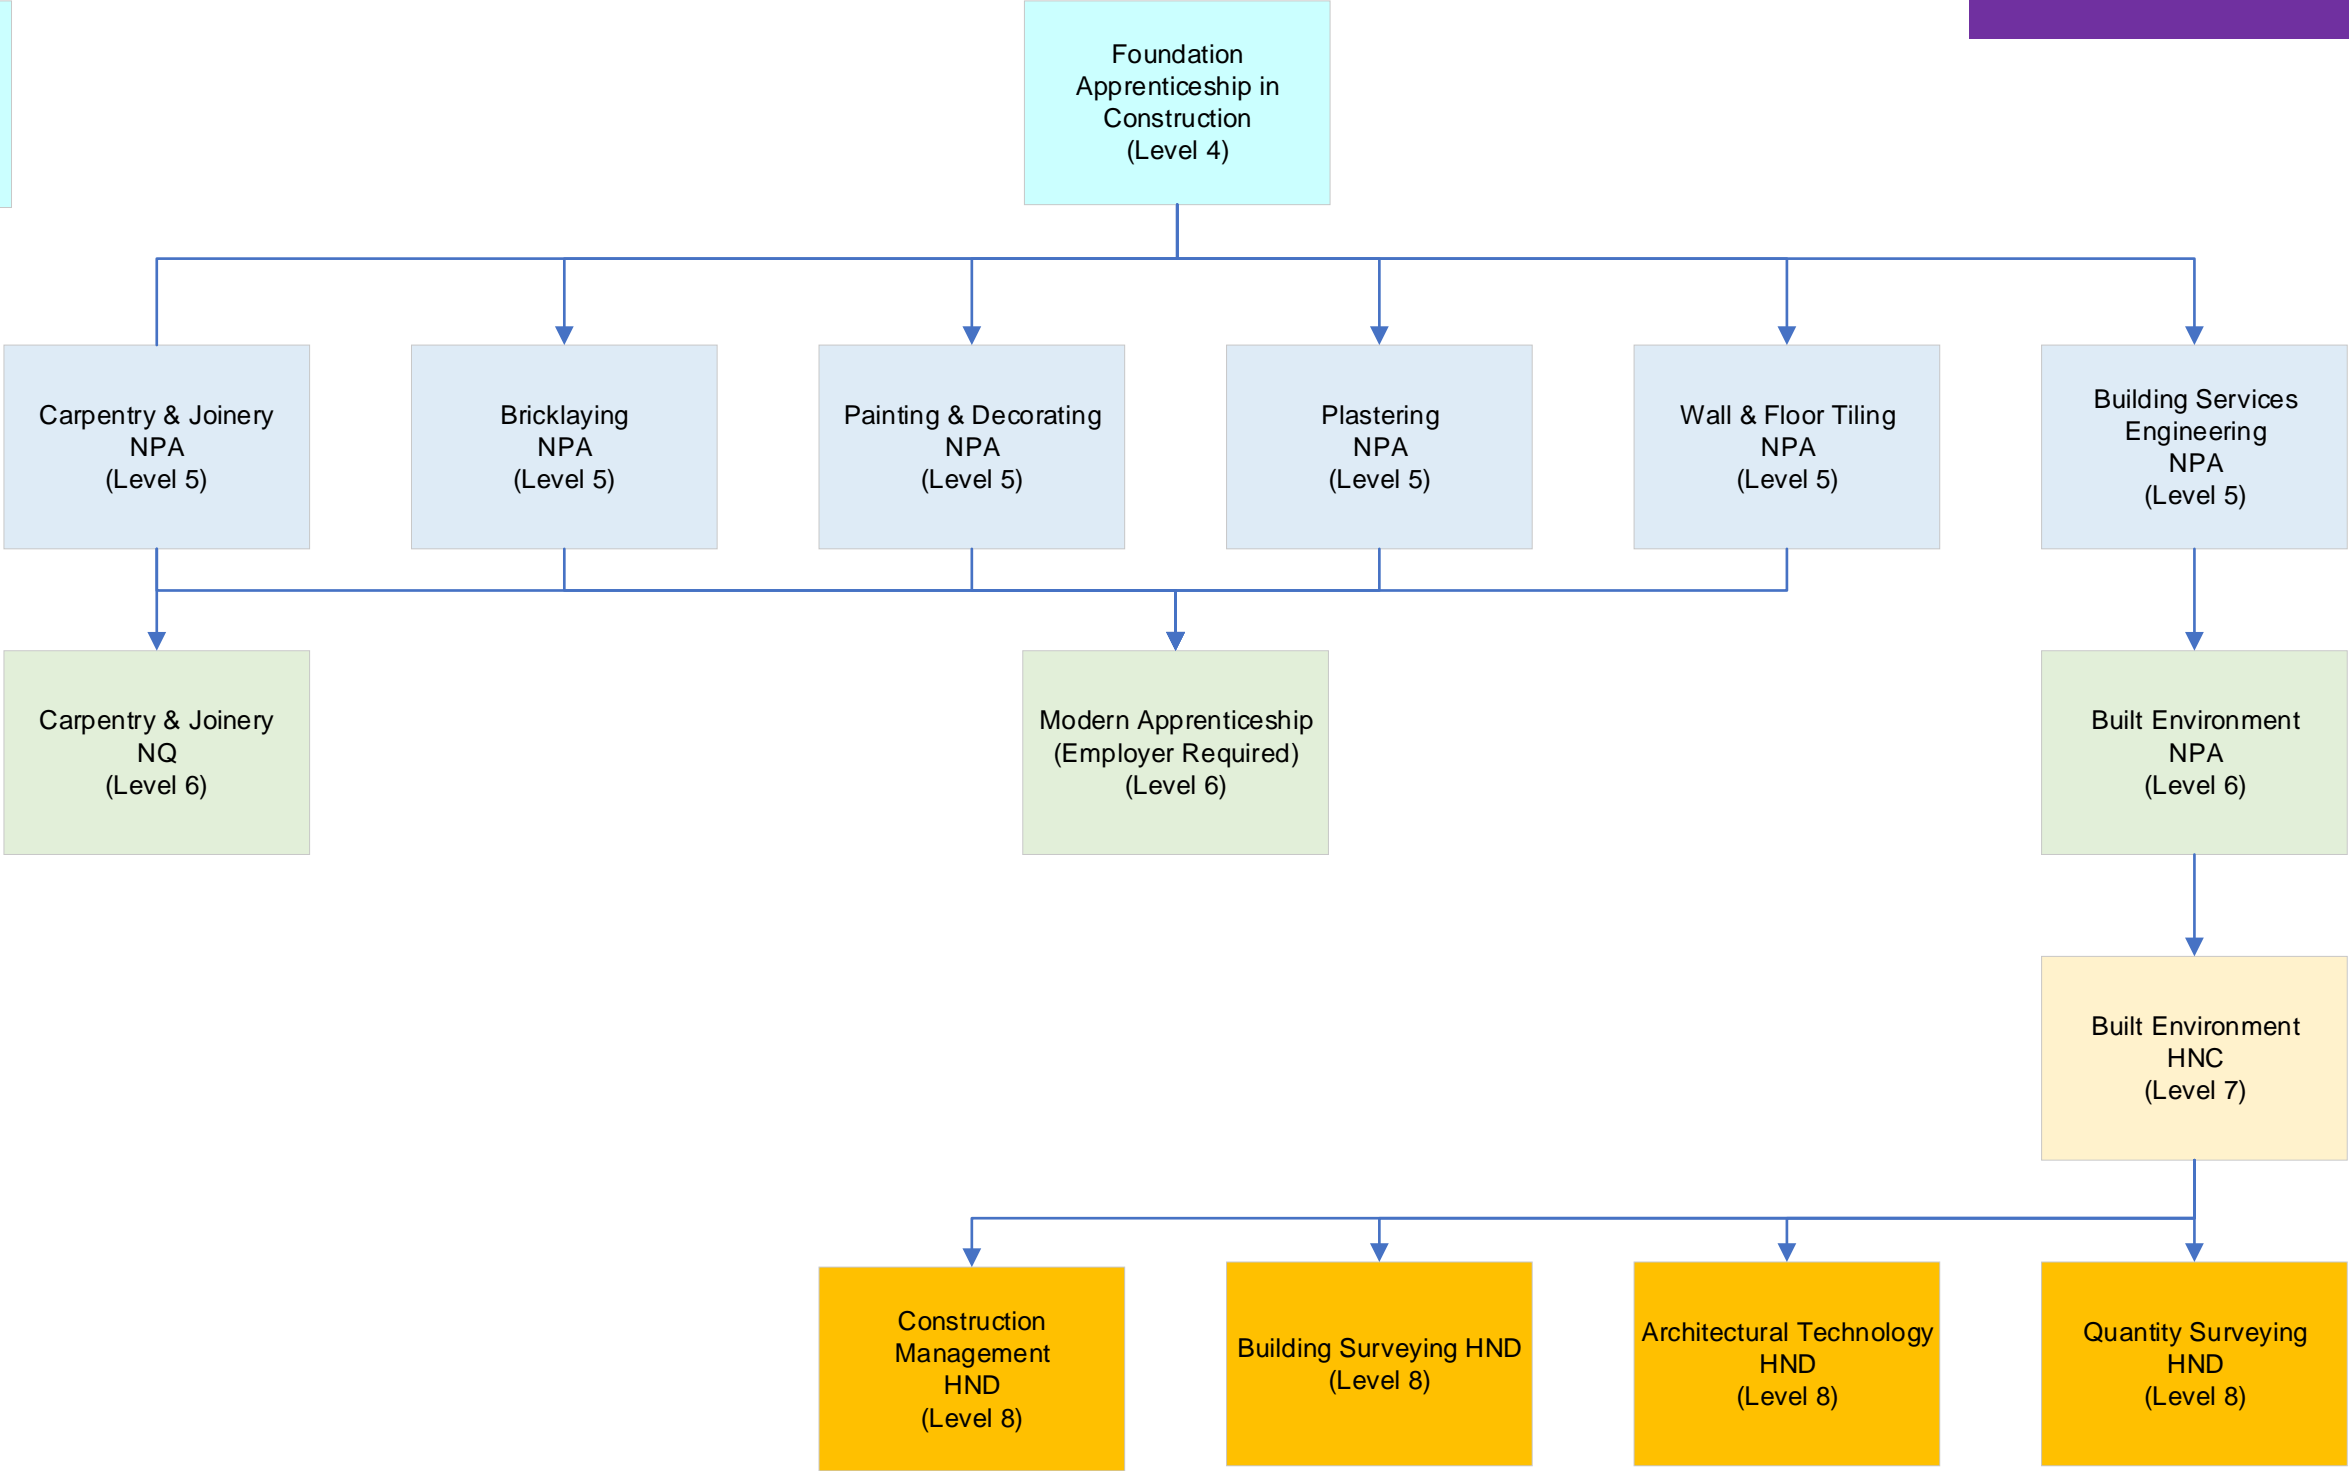 Foundation
Apprenticeship in
Construction
(Level 4)
Carpentry & Joinery
NPA
(Level 5)
Bricklaying
NPA
(Level 5)
Painting & Decorating
NPA
(Level 5)
Plastering
NPA
(Level 5)
Wall & Floor Tiling
NPA
(Level 5)
Building Services
Engineering
NPA
(Level 5)
Carpentry & Joinery
NQ
(Level 6)
Modern Apprenticeship
(Employer Required)
(Level 6)
Built Environment
NPA
(Level 6)
Built Environment
HNC
(Level 7)
Construction
Management
HND
(Level 8)
Building Surveying HND
(Level 8)
Architectural Technology
HND
(Level 8)
Quantity Surveying
HND
(Level 8)